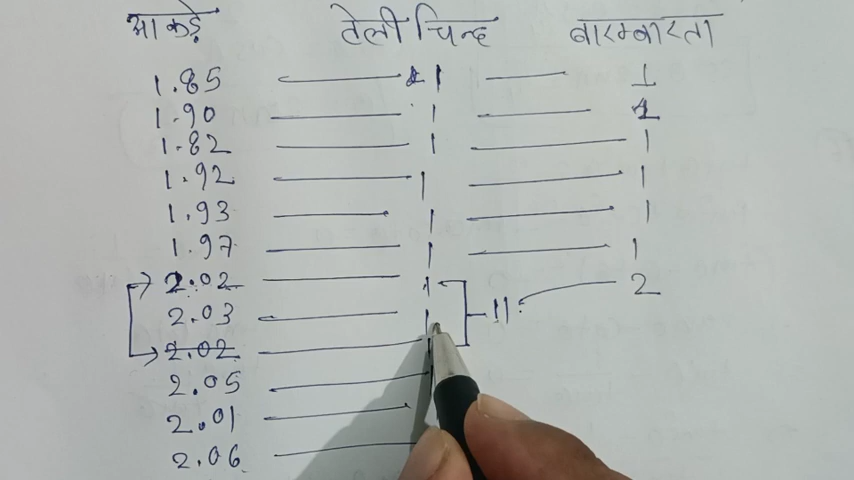 आकड़े टेली चिन्ह बारम्बारता
1.85 1 1
1.90 1 1
1.82 1 1
1.92 1 1
1.93 1 1
1.97 1 1
2.02 1 2
2.03 1 11
2.02
2.05
2.01
2.06